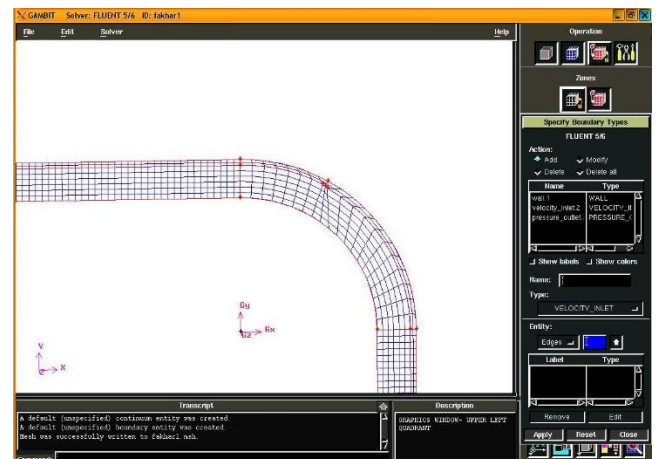 GAMBIT Solver: FLUENT 5/6 ID: fakhar1
File Edit Solver Help
Operation
Zones
Specify Boundary Types
FLUENT 5/6
Action:
Add Modify
Delete Delete all
Name Type
wall.1 WALL
velocity_inlet.2 VELOCITY_I
pressure_outlet. PRESSURE_
Show labels Show colors
Name:
Type:
VELOCITY_INLET
Entity:
Edges
Label Type
Remove Edit
Apply Reset Close
Gy
Gz Gx
Y
Z X
Transcript
A default (unspecified) continuum entity was created.
A default (unspecified) boundary entity was created.
Mesh was successfully written to fakhar1.msh.
Command:
Description
GRAPHICS WINDOW- UPPER LEFT
QUADRANT